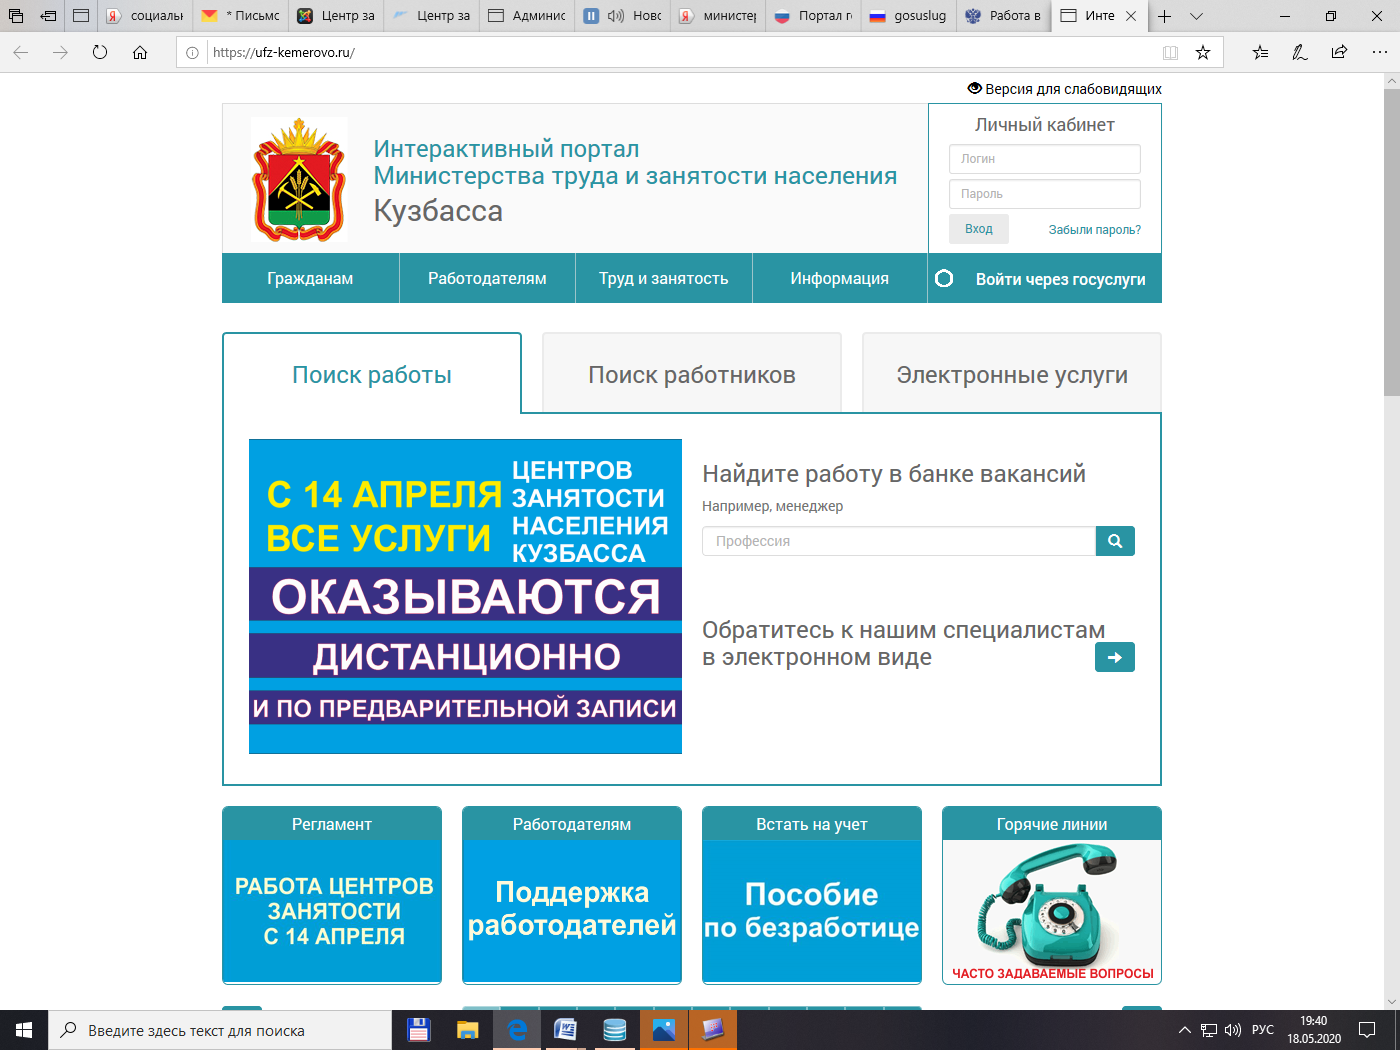 социальн
* Письмо
Центр за
Центр за
Админис
Новс
министер
Портал го
gosuslug
Работа в
Инте
https://ufz-kemerovo.ru/
Версия для слабовидящих
Интерактивный портал
Министерства труда и занятости населения
Кузбасса
Личный кабинет
Логин
Пароль
Вход
Забыли пароль?
Гражданам
Работодателям
Труд и занятость
Информация
Войти через госуслуги
Поиск работы
Поиск работников
Электронные услуги
С 14 АПРЕЛЯ
ВСЕ УСЛУГИ
ЦЕНТРОВ
ЗАНЯТОСТИ
НАСЕЛЕНИЯ
КУЗБАССА
ОКАЗЫВАЮТСЯ
ДИСТАНЦИОННО
И ПО ПРЕДВАРИТЕЛЬНОЙ ЗАПИСИ
Найдите работу в банке вакансий
Например, менеджер
Профессия
Обратитесь к нашим специалистам
в электронном виде
Регламент
РАБОТА ЦЕНТРОВ
ЗАНЯТОСТИ
С 14 АПРЕЛЯ
Работодателям
Поддержка
работодателей
Встать на учет
Пособие
по безработице
Горячие линии
ЧАСТО ЗАДАВАЕМЫЕ ВОПРОСЫ
Введите здесь текст для поиска
РУС
19:40
18.05.2020